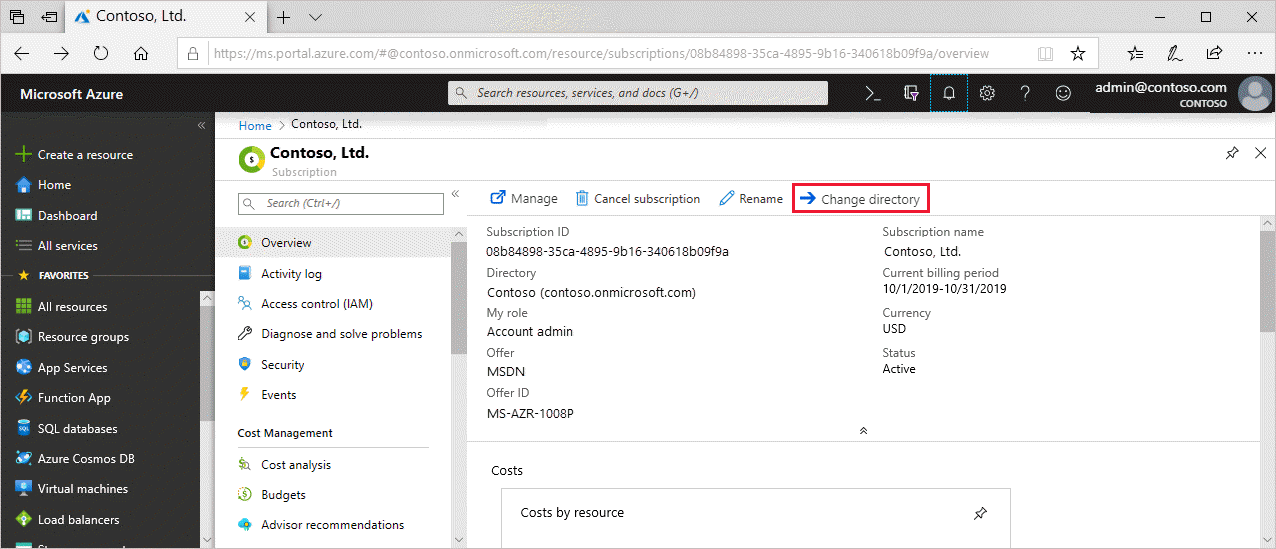 Contoso, Ltd.
https://ms.portal.azure.com/#@contoso.onmicrosoft.com/resource/subscriptions/08b84898-35ca-4895-9b16-340618b09f9a/overview
Microsoft Azure
Search resources, services, and docs (G+/)
admin@contoso.com
CONTOSO
Create a resource
Home
Dashboard
All services
FAVORITES
All resources
Resource groups
App Services
Function App
SQL databases
Azure Cosmos DB
Virtual machines
Load balancers
Home > Contoso, Ltd.
Contoso, Ltd.
Subscription
Search (Ctrl+/)
Overview
Activity log
Access control (IAM)
Diagnose and solve problems
Security
Events
Cost Management
Cost analysis
Budgets
Advisor recommendations
Manage
Cancel subscription
Rename
Change directory
Subscription ID
08b84898-35ca-4895-9b16-340618b09f9a
Directory
Contoso (contoso.onmicrosoft.com)
My role
Account admin
Offer
MSDN
Offer ID
MS-AZR-1008P
Subscription name
Contoso, Ltd.
Current billing period
10/1/2019-10/31/2019
Currency
USD
Status
Active
Costs
Costs by resource